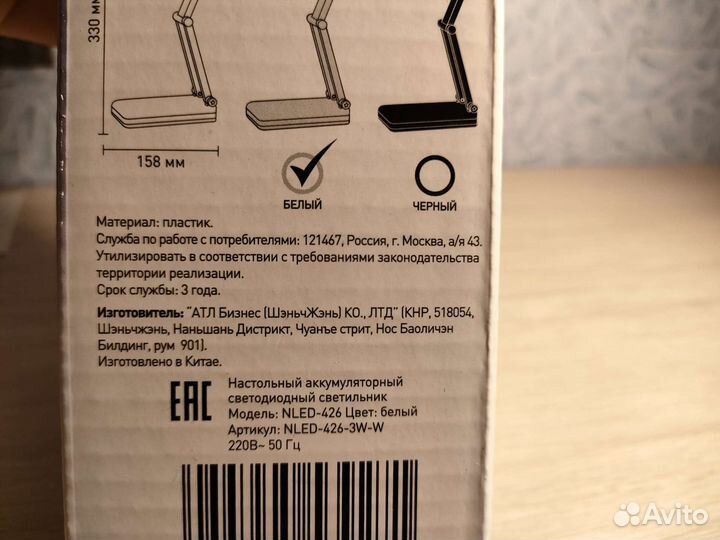 330 мм
158 мм
БЕЛЫЙ
ЧЕРНЫЙ
Материал: пластик.
Служба по работе с потребителями: 121467, Россия, г. Москва, а/я 43.
Утилизировать в соответствии с требованиями законодательства
территории реализации.
Срок службы: 3 года.
Изготовитель: "АТЛ Бизнес (ШэньчЖэнь) КО., ЛТД" (КНР, 518054,
Шэньчжэнь, Наньшань Дистрикт, Чуанъе стрит, Нос Баоличэн
Билдинг, рум 901).
Изготовлено в Китае.
EAC
Настольный аккумуляторный
светодиодный светильник
Модель: NLED-426 Цвет: белый
Артикул: NLED-426-3W-W
220В~ 50 Гц
Avito